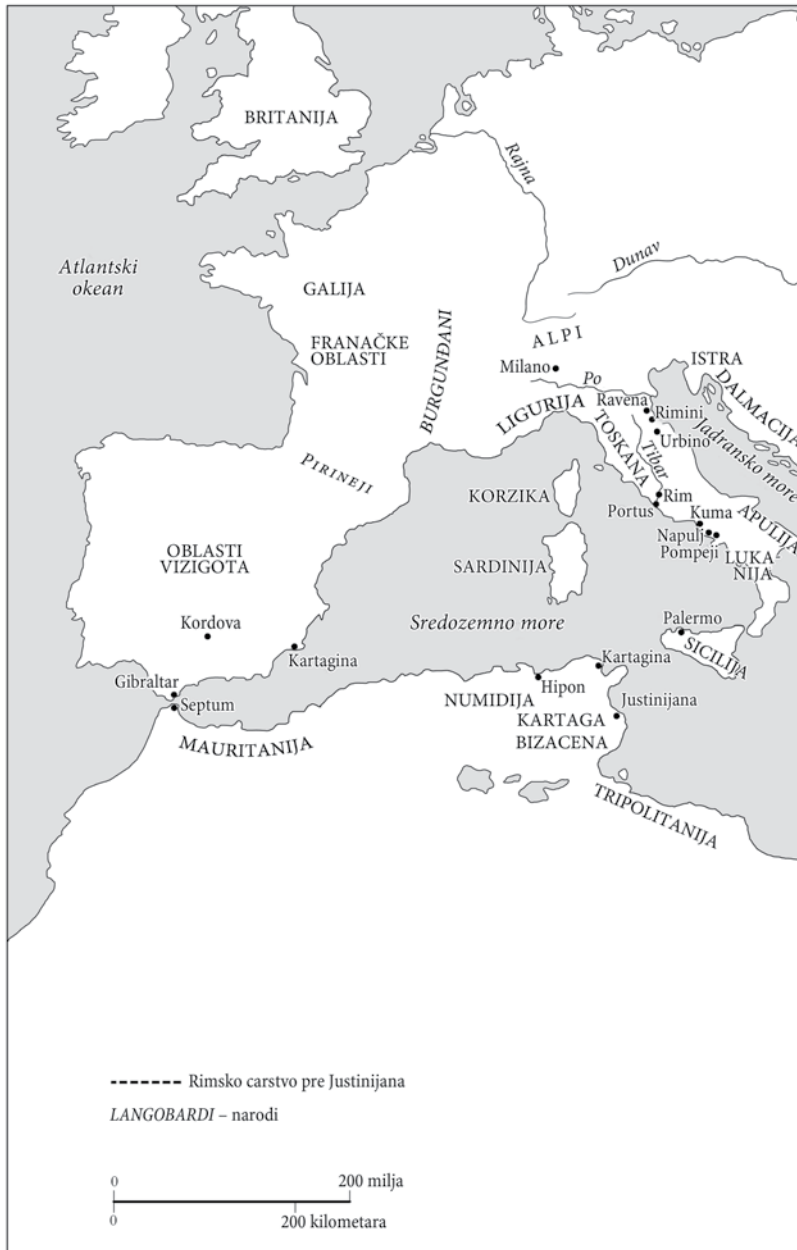 BRITANIJA
Rajna
Atlantski
okean
Dunav
GALIJA
FRANAČKE
OBLASTI
BURGUNĐANI
ALPI
Milano
Po
ISTRA
DALMACIJA
LIGURIJA
Ravena
Rimini
Urbino
Jadransko more
TOSKANA
Tibar
PIRINEJI
KORZIKA
Rim
Portus
Kuma
APULIJA
Napulj
Pompeji
LUKA
NIJA
OBLASTI
VIZIGOTA
SARDINIJA
Kordova
Sredozemno more
Palermo
SICILIJA
Kartagina
Kartagina
Gibraltar
Septum
Hipon
NUMIDIJA
Justinijana
KARTAGA
BIZACENA
MAURITANIJA
TRIPOLITANIJA
Rimsko carstvo pre Justinijana
LANGOBARDI – narodi
0 200 milja
0 200 kilometara